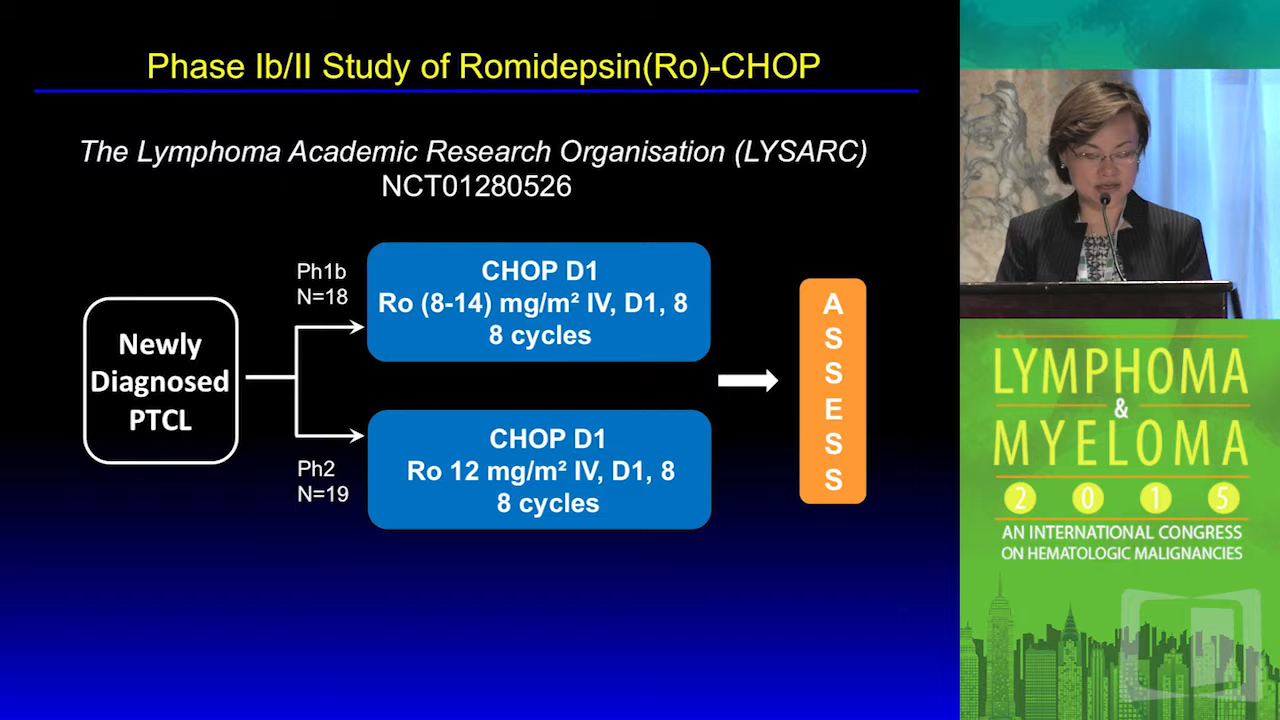 Phase Ib/II Study of Romidepsin(Ro)-CHOP
The Lymphoma Academic Research Organisation (LYSARC)
NCT01280526
Newly
Diagnosed
PTCL
Ph1b
N=18
CHOP D1
Ro (8-14) mg/m² IV, D1, 8
8 cycles
Ph2
N=19
CHOP D1
Ro 12 mg/m² IV, D1, 8
8 cycles
A
S
S
E
S
S
LYMPHOMA
&
MYELOMA
2 0 1 5
AN INTERNATIONAL CONGRESS
ON HEMATOLOGIC MALIGNANCIES